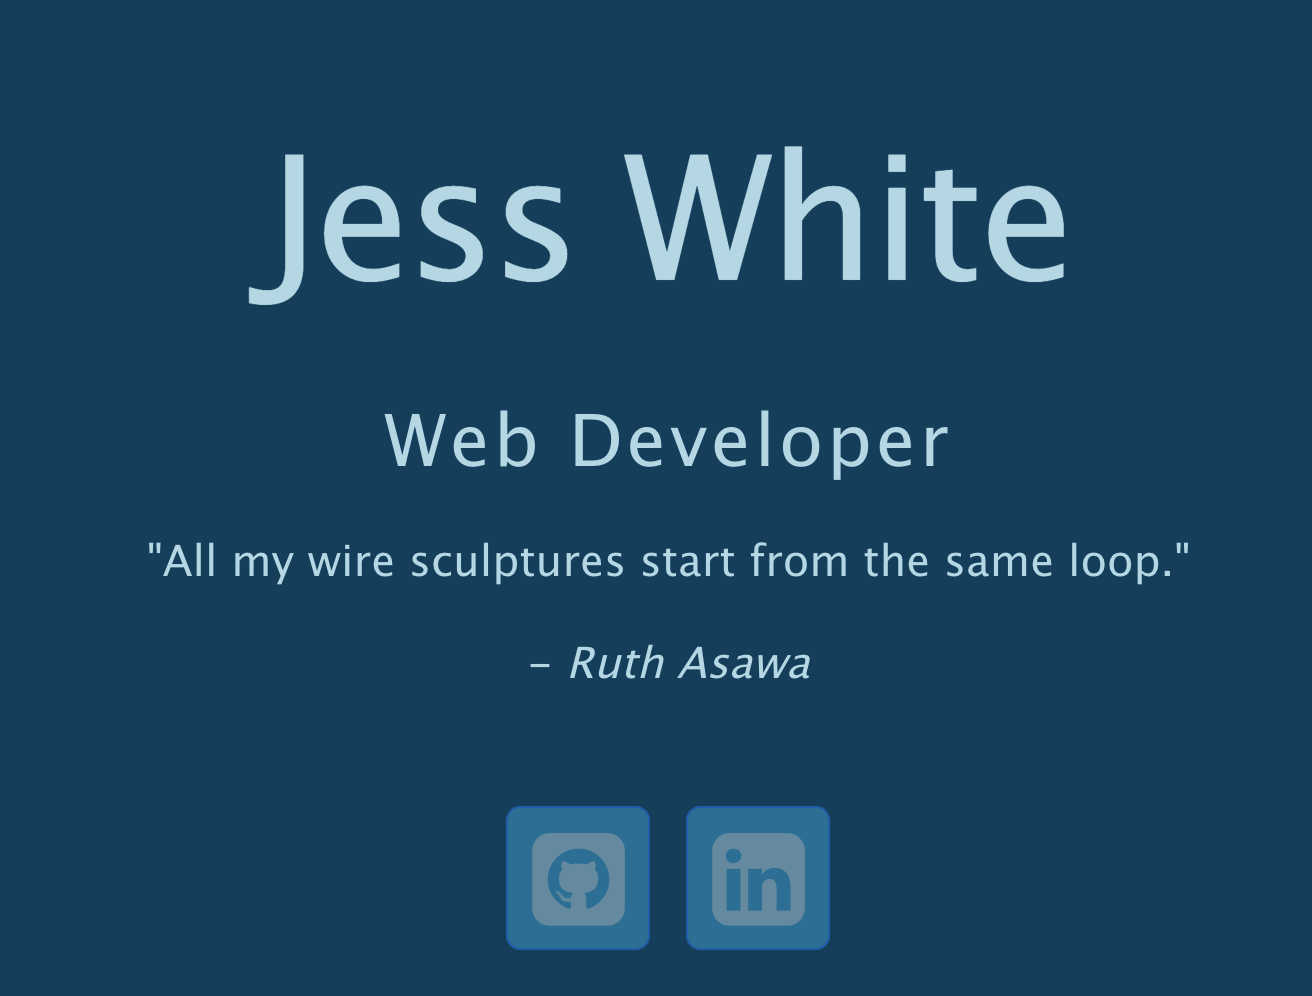 Jess White
Web Developer
"All my wire sculptures start from the same loop."
– Ruth Asawa
in